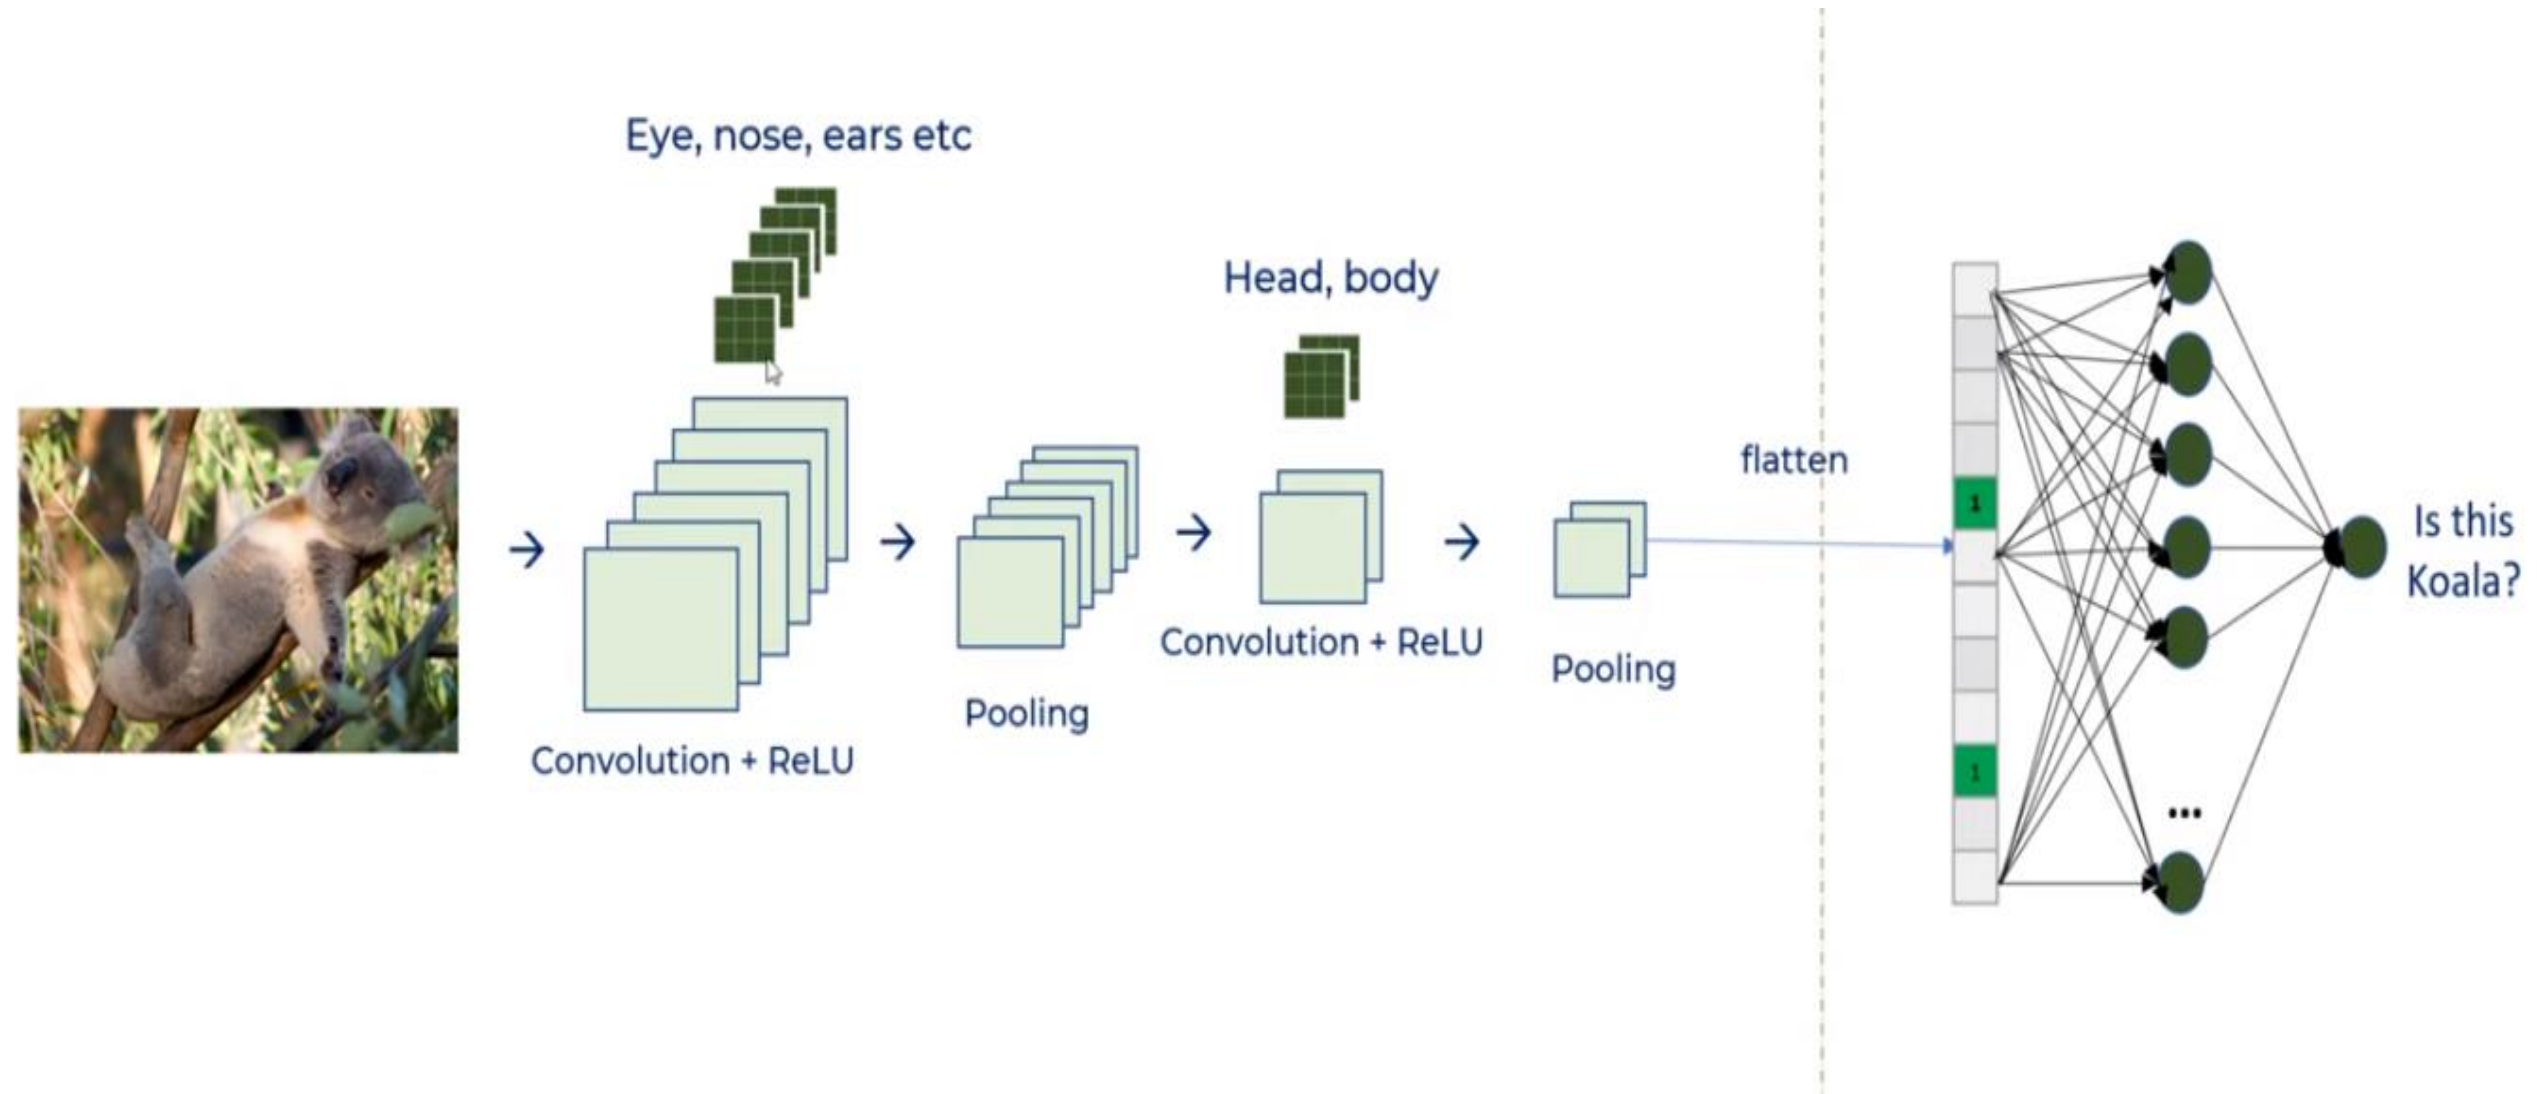 Eye, nose, ears etc
Head, body
flatten
1
1
Is this
Koala?
Convolution + ReLU
Pooling
Convolution + ReLU
Pooling
...